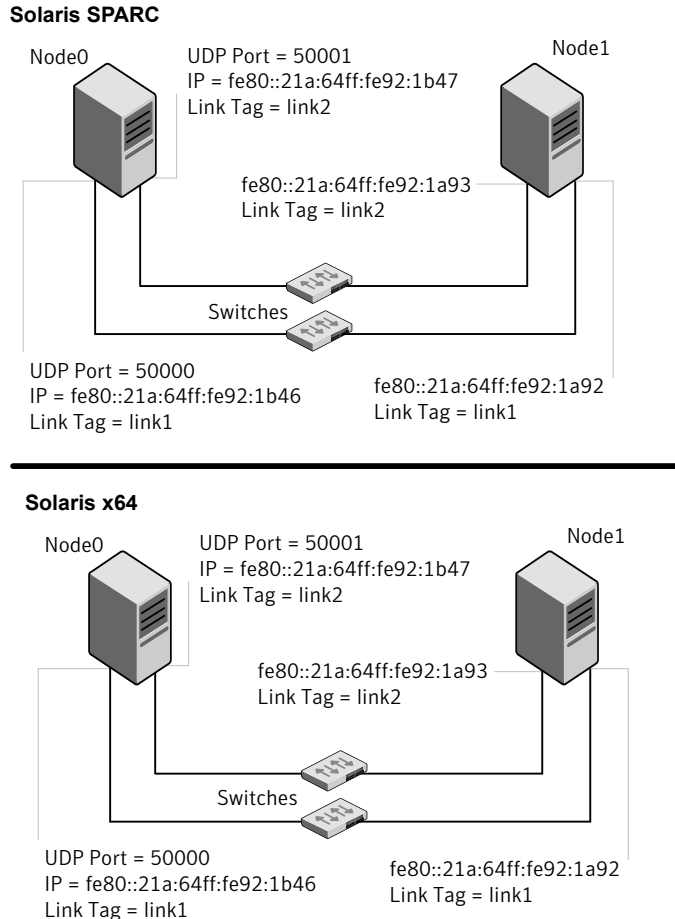 Solaris SPARC
Node0
UDP Port = 50001
IP = fe80::21a:64ff:fe92:1b47
Link Tag = link2
Node1
fe80::21a:64ff:fe92:1a93
Link Tag = link2
Switches
UDP Port = 50000
IP = fe80::21a:64ff:fe92:1b46
Link Tag = link1
fe80::21a:64ff:fe92:1a92
Link Tag = link1
Solaris x64
Node0
UDP Port = 50001
IP = fe80::21a:64ff:fe92:1b47
Link Tag = link2
Node1
fe80::21a:64ff:fe92:1a93
Link Tag = link2
Switches
UDP Port = 50000
IP = fe80::21a:64ff:fe92:1b46
Link Tag = link1
fe80::21a:64ff:fe92:1a92
Link Tag = link1